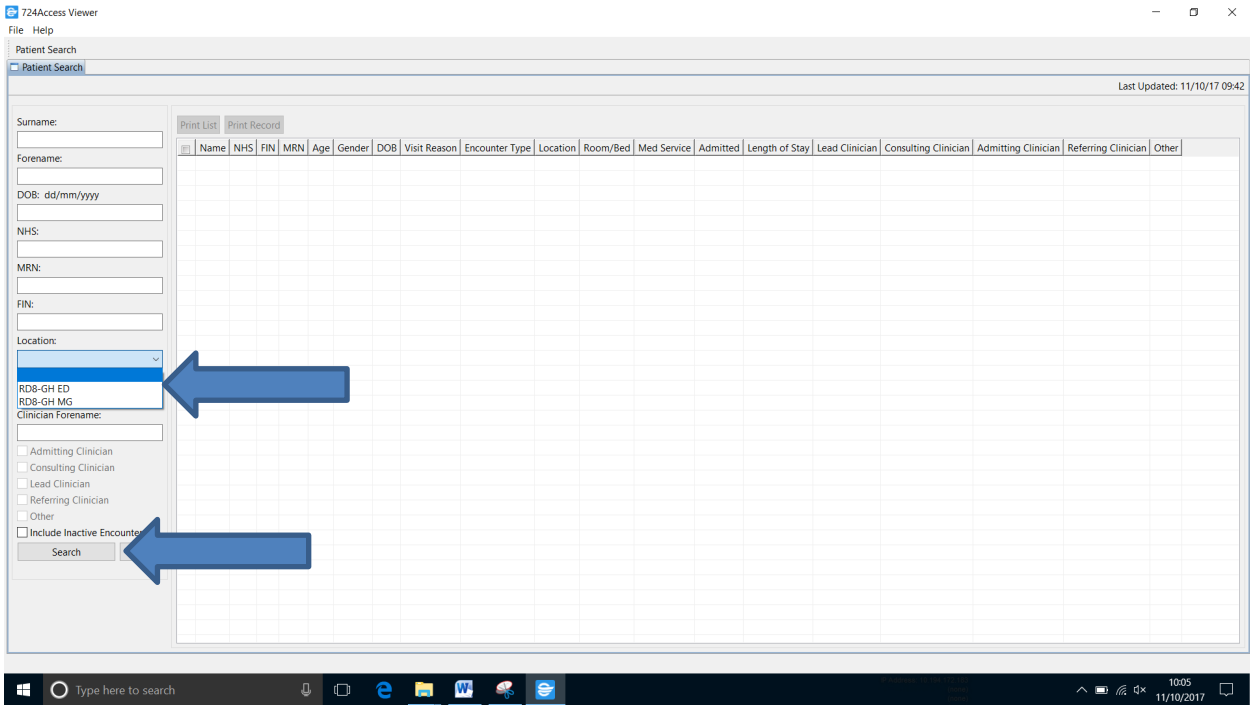 724Access Viewer
File Help
Patient Search
Patient Search
Last Updated: 11/10/17 09:42
Surname:
Forename:
DOB: dd/mm/yyyy
NHS:
MRN:
FIN:
Location:
RD8-GH ED
RD8-GH MG
Clinician Forename:
Admitting Clinician
Consulting Clinician
Lead Clinician
Referring Clinician
Other
Include Inactive Encounter
Search
Print List Print Record
Name NHS FIN MRN Age Gender DOB Visit Reason Encounter Type Location Room/Bed Med Service Admitted Length of Stay Lead Clinician Consulting Clinician Admitting Clinician Referring Clinician Other
Type here to search
10:05
11/10/2017